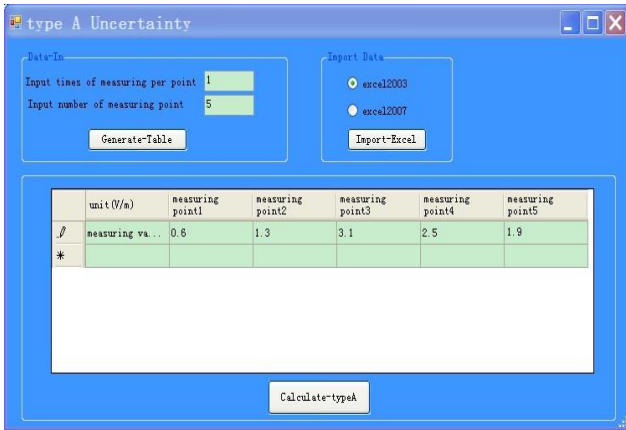 type A Uncertainty
Data-In
Input times of measuring per point 1
Input number of measuring point 5
Generate-Table
Import Data
excel2003
excel2007
Import-Excel
unit(V/m) measuring point1 measuring point2 measuring point3 measuring point4 measuring point5
measuring va... 0.6 1.3 3.1 2.5 1.9
*
Calculate-typeA